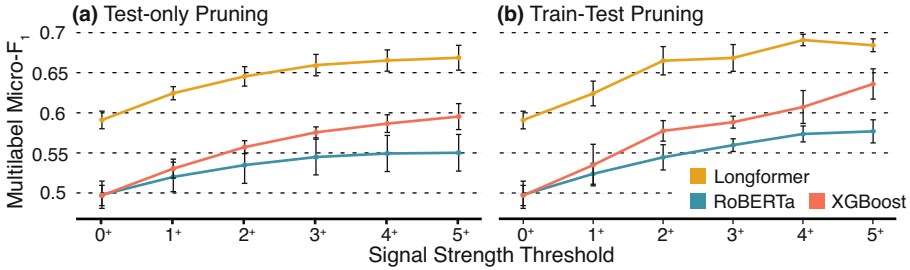 (a) Test-only Pruning
(b) Train-Test Pruning
Multilabel Micro-F₁
0.7
0.65
0.6
0.55
0.5
0⁺ 1⁺ 2⁺ 3⁺ 4⁺ 5⁺
0⁺ 1⁺ 2⁺ 3⁺ 4⁺ 5⁺
Longformer
RoBERTa XGBoost
Signal Strength Threshold